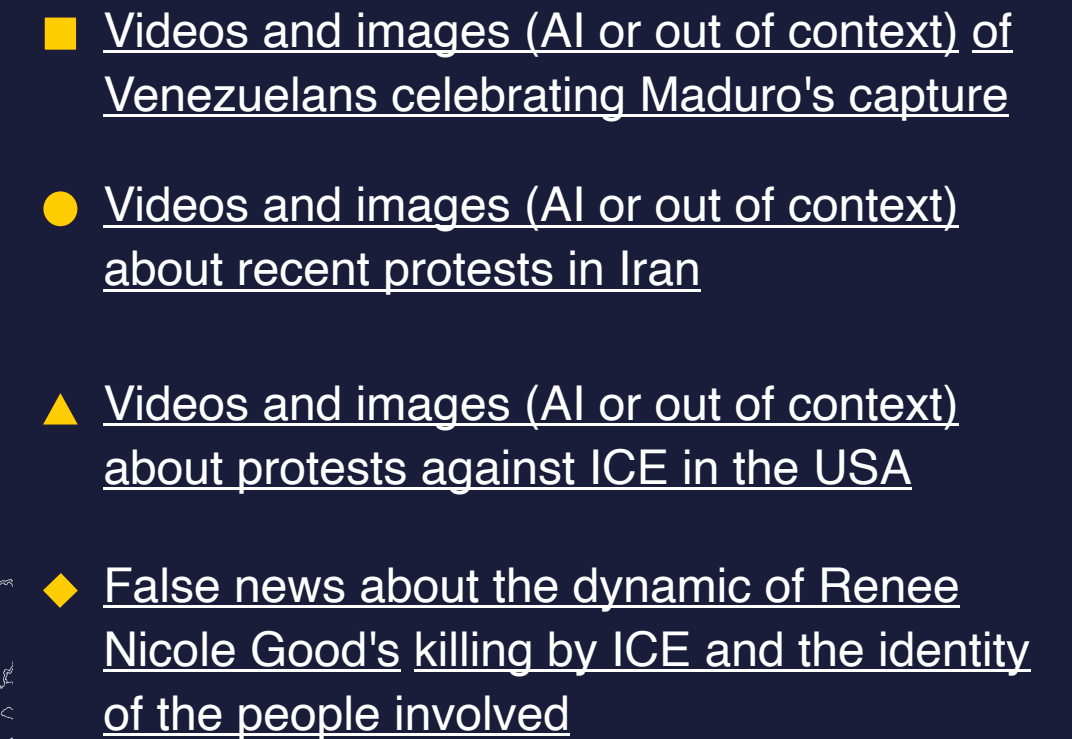 Videos and images (AI or out of context) of
Venezuelans celebrating Maduro's capture
Videos and images (AI or out of context)
about recent protests in Iran
Videos and images (AI or out of context)
about protests against ICE in the USA
False news about the dynamic of Renee
Nicole Good's killing by ICE and the identity
of the people involved